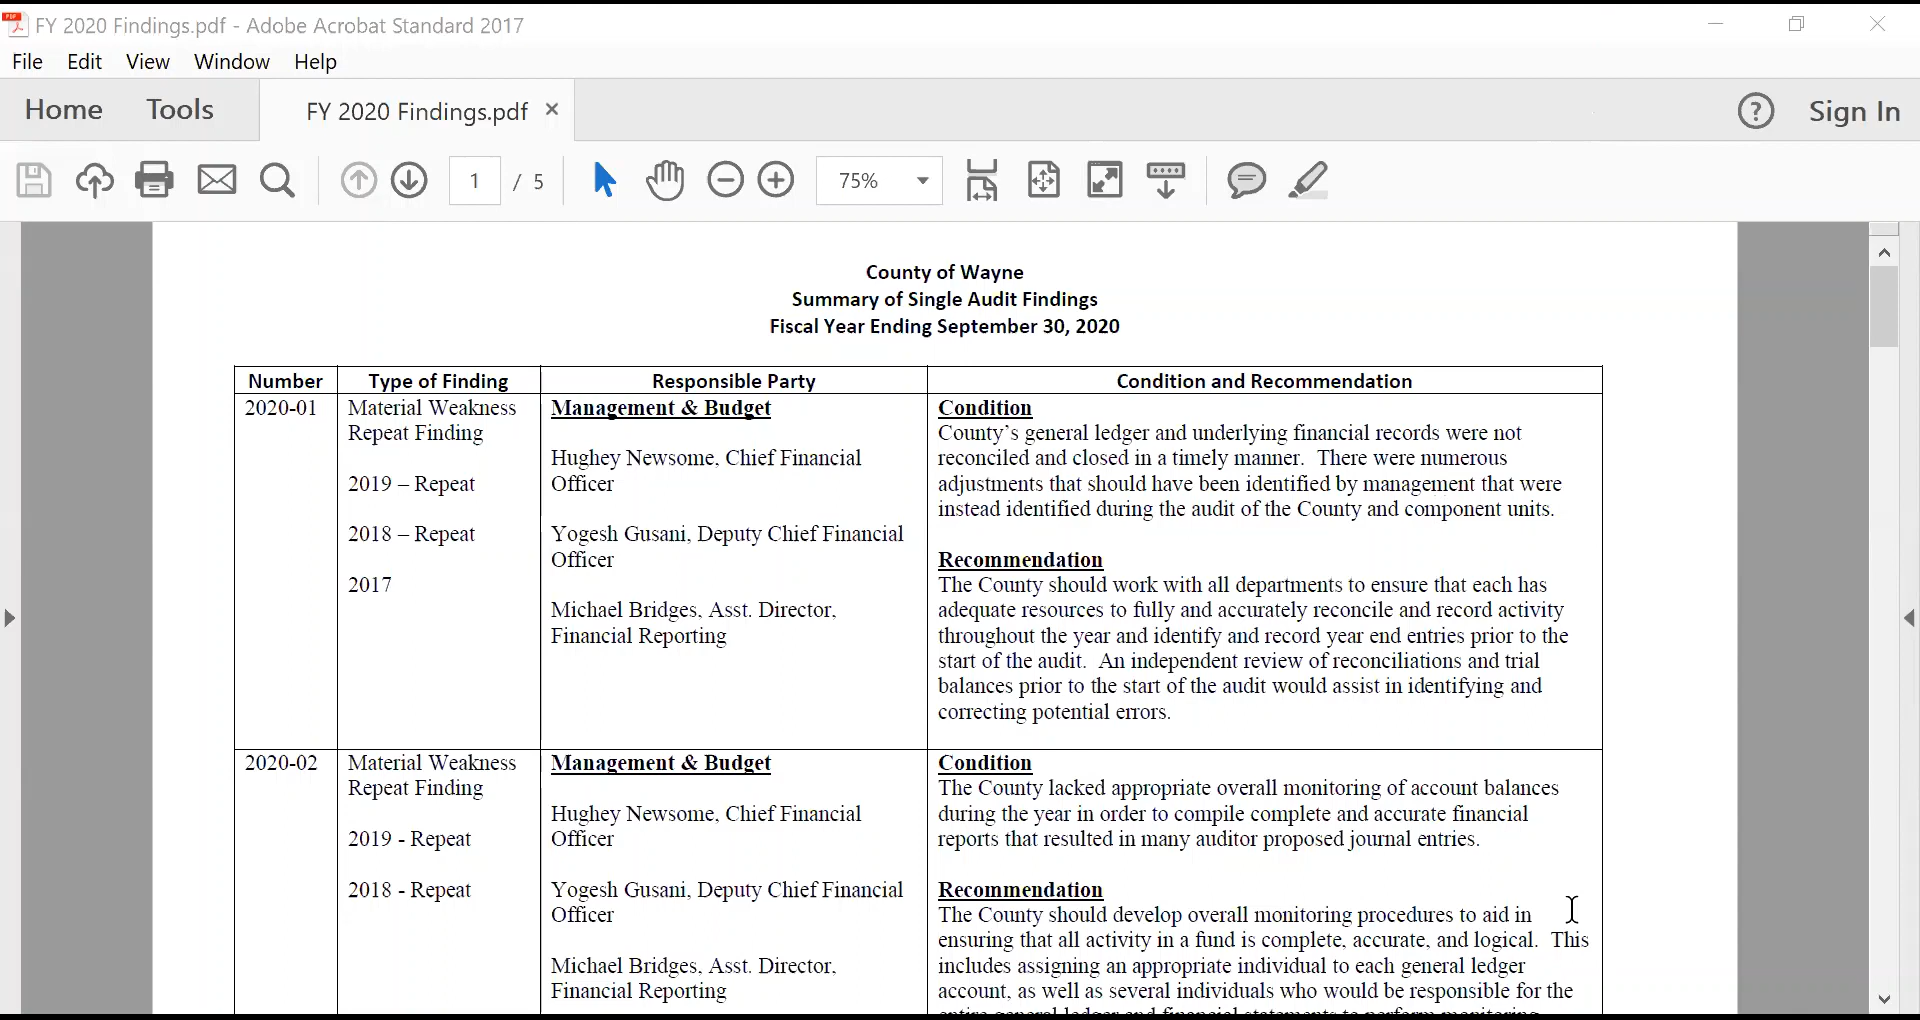 FY 2020 Findings.pdf - Adobe Acrobat Standard 2017
File Edit View Window Help
Home Tools FY 2020 Findings.pdf × ? Sign In
1 / 5 75%
County of Wayne
Summary of Single Audit Findings
Fiscal Year Ending September 30, 2020
Number Type of Finding Responsible Party Condition and Recommendation
2020-01
Material Weakness
Repeat Finding
2019 – Repeat
2018 – Repeat
2017
Management & Budget
Hughey Newsome, Chief Financial
Officer
Yogesh Gusani, Deputy Chief Financial
Officer
Michael Bridges, Asst. Director,
Financial Reporting
Condition
County's general ledger and underlying financial records were not
reconciled and closed in a timely manner. There were numerous
adjustments that should have been identified by management that were
instead identified during the audit of the County and component units.
Recommendation
The County should work with all departments to ensure that each has
adequate resources to fully and accurately reconcile and record activity
throughout the year and identify and record year end entries prior to the
start of the audit. An independent review of reconciliations and trial
balances prior to the start of the audit would assist in identifying and
correcting potential errors.
2020-02
Material Weakness
Repeat Finding
2019 - Repeat
2018 - Repeat
Management & Budget
Hughey Newsome, Chief Financial
Officer
Yogesh Gusani, Deputy Chief Financial
Officer
Michael Bridges, Asst. Director,
Financial Reporting
Condition
The County lacked appropriate overall monitoring of account balances
during the year in order to compile complete and accurate financial
reports that resulted in many auditor proposed journal entries.
Recommendation
The County should develop overall monitoring procedures to aid in
ensuring that all activity in a fund is complete, accurate, and logical. This
includes assigning an appropriate individual to each general ledger
account, as well as several individuals who would be responsible for the
entire general ledger and financial statements to perform monitoring